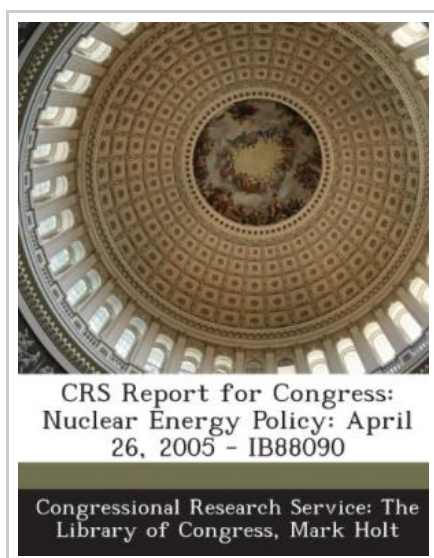 CRS Report for Congress:
Nuclear Energy Policy: April
26, 2005 - IB88090
Congressional Research Service: The
Library of Congress, Mark Holt